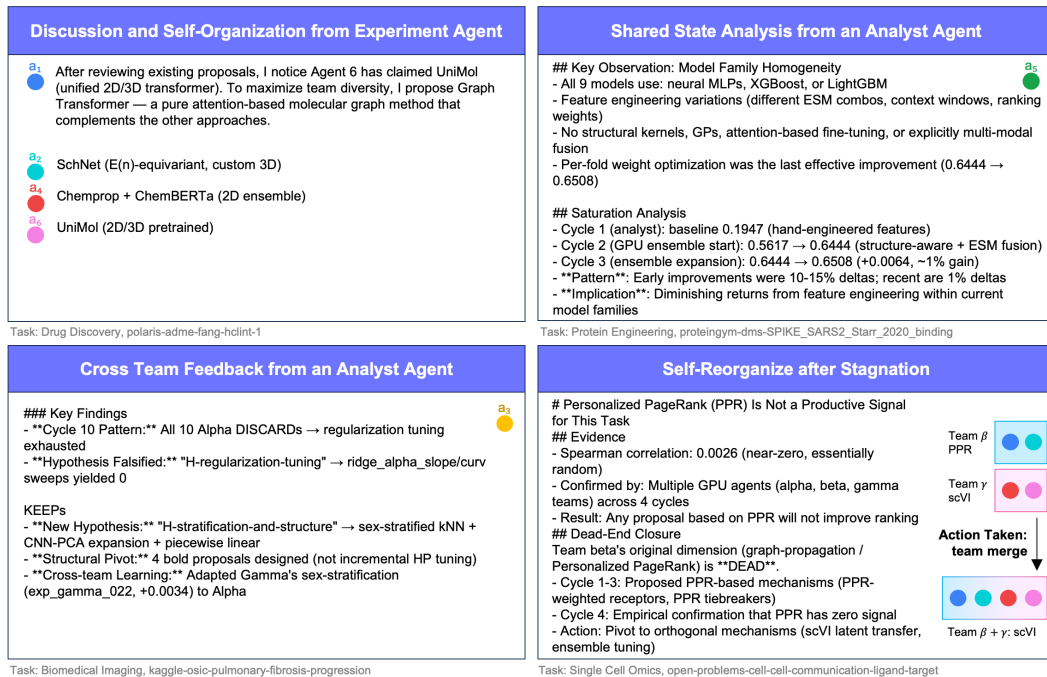 Discussion and Self-Organization from Experiment Agent
a₁
After reviewing existing proposals, I notice Agent 6 has claimed UniMol
(unified 2D/3D transformer). To maximize team diversity, I propose Graph
Transformer — a pure attention-based molecular graph method that
complements the other approaches.
a₂
SchNet (E(n)-equivariant, custom 3D)
a₄
Chemprop + ChemBERTa (2D ensemble)
a₆
UniMol (2D/3D pretrained)
Task: Drug Discovery, polaris-adme-fang-hclint-1
Shared State Analysis from an Analyst Agent
a₅
## Key Observation: Model Family Homogeneity
- All 9 models use: neural MLPs, XGBoost, or LightGBM
- Feature engineering variations (different ESM combos, context windows, ranking
weights)
- No structural kernels, GPs, attention-based fine-tuning, or explicitly multi-modal
fusion
- Per-fold weight optimization was the last effective improvement (0.6444 →
0.6508)
## Saturation Analysis
- Cycle 1 (analyst): baseline 0.1947 (hand-engineered features)
- Cycle 2 (GPU ensemble start): 0.5617 → 0.6444 (structure-aware + ESM fusion)
- Cycle 3 (ensemble expansion): 0.6444 → 0.6508 (+0.0064, ~1% gain)
- **Pattern**: Early improvements were 10-15% deltas; recent are 1% deltas
- **Implication**: Diminishing returns from feature engineering within current
model families
Task: Protein Engineering, proteingym-dms-SPIKE_SARS2_Starr_2020_binding
Cross Team Feedback from an Analyst Agent
a₃
### Key Findings
- **Cycle 10 Pattern:** All 10 Alpha DISCARDs → regularization tuning
exhausted
- **Hypothesis Falsified:** "H-regularization-tuning" → ridge_alpha_slope/curv
sweeps yielded 0
KEEPs
- **New Hypothesis:** "H-stratification-and-structure" → sex-stratified kNN +
CNN-PCA expansion + piecewise linear
- **Structural Pivot:** 4 bold proposals designed (not incremental HP tuning)
- **Cross-team Learning:** Adapted Gamma's sex-stratification
(exp_gamma_022, +0.0034) to Alpha
Task: Biomedical Imaging, kaggle-osic-pulmonary-fibrosis-progression
Self-Reorganize after Stagnation
# Personalized PageRank (PPR) Is Not a Productive Signal
for This Task
## Evidence
- Spearman correlation: 0.0026 (near-zero, essentially
random)
- Confirmed by: Multiple GPU agents (alpha, beta, gamma
teams) across 4 cycles
- Result: Any proposal based on PPR will not improve ranking
## Dead-End Closure
Team beta's original dimension (graph-propagation /
Personalized PageRank) is **DEAD**.
- Cycle 1-3: Proposed PPR-based mechanisms (PPR-
weighted receptors, PPR tiebreakers)
- Cycle 4: Empirical confirmation that PPR has zero signal
- Action: Pivot to orthogonal mechanisms (scVI latent transfer,
ensemble tuning)
Team β
PPR
Team γ
scVI
Action Taken:
team merge
Team β + γ: scVI
Task: Single Cell Omics, open-problems-cell-cell-communication-ligand-target